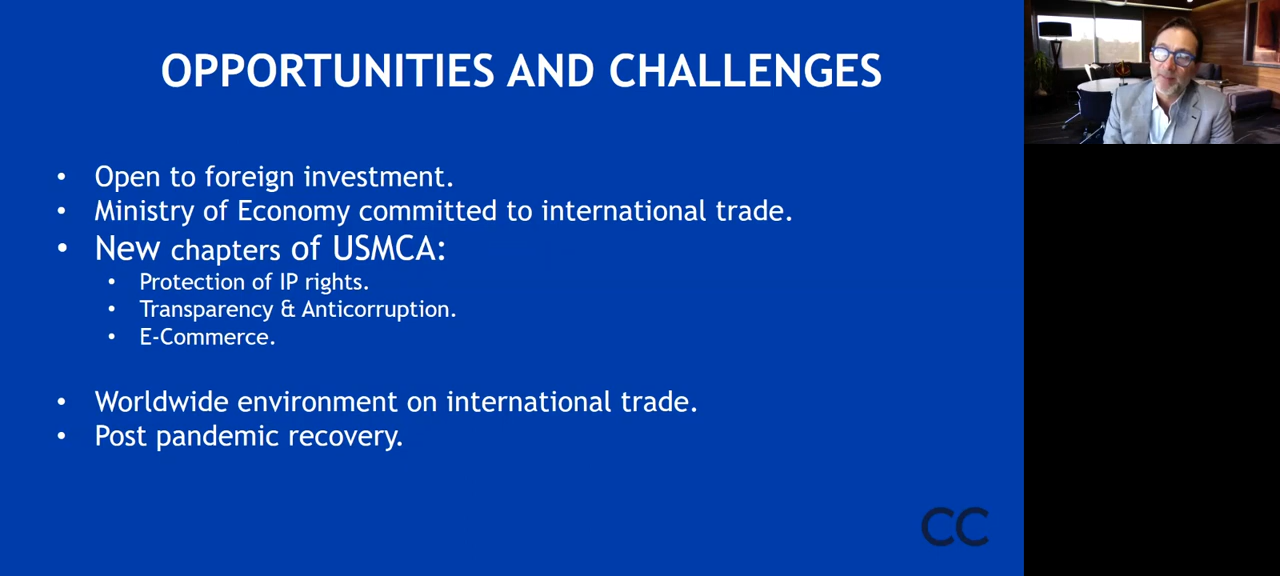 OPPORTUNITIES AND CHALLENGES
• Open to foreign investment.
• Ministry of Economy committed to international trade.
• New chapters of USMCA:
• Protection of IP rights.
• Transparency & Anticorruption.
• E-Commerce.
• Worldwide environment on international trade.
• Post pandemic recovery.
CC